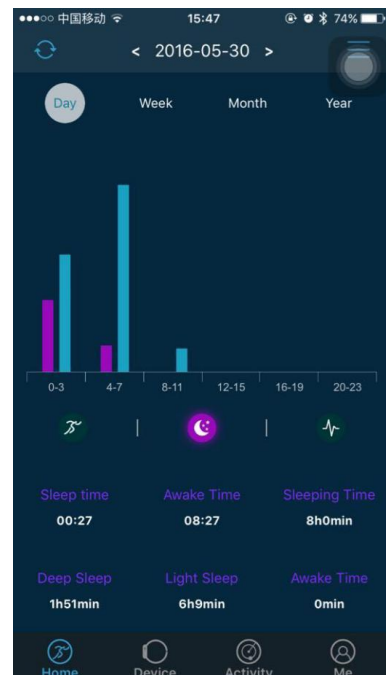 中国移动 15:47 74%
< 2016-05-30 >
Day Week Month Year
0-3 4-7 8-11 12-15 16-19 20-23
Sleep time Awake Time Sleeping Time
00:27 08:27 8h0min
Deep Sleep Light Sleep Awake Time
1h51min 6h9min 0min
Home Device Activity Me